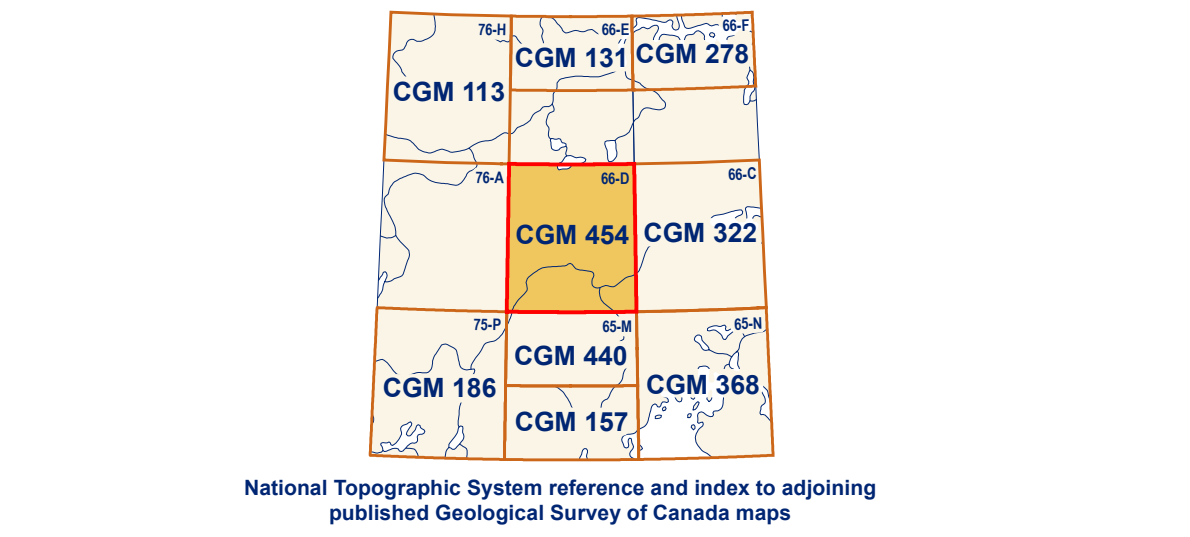 76-H
66-E
66-F
CGM 113
CGM 131
CGM 278
76-A
66-D
66-C
CGM 454
CGM 322
75-P
65-M
65-N
CGM 186
CGM 440
CGM 368
CGM 157
National Topographic System reference and index to adjoining
published Geological Survey of Canada maps